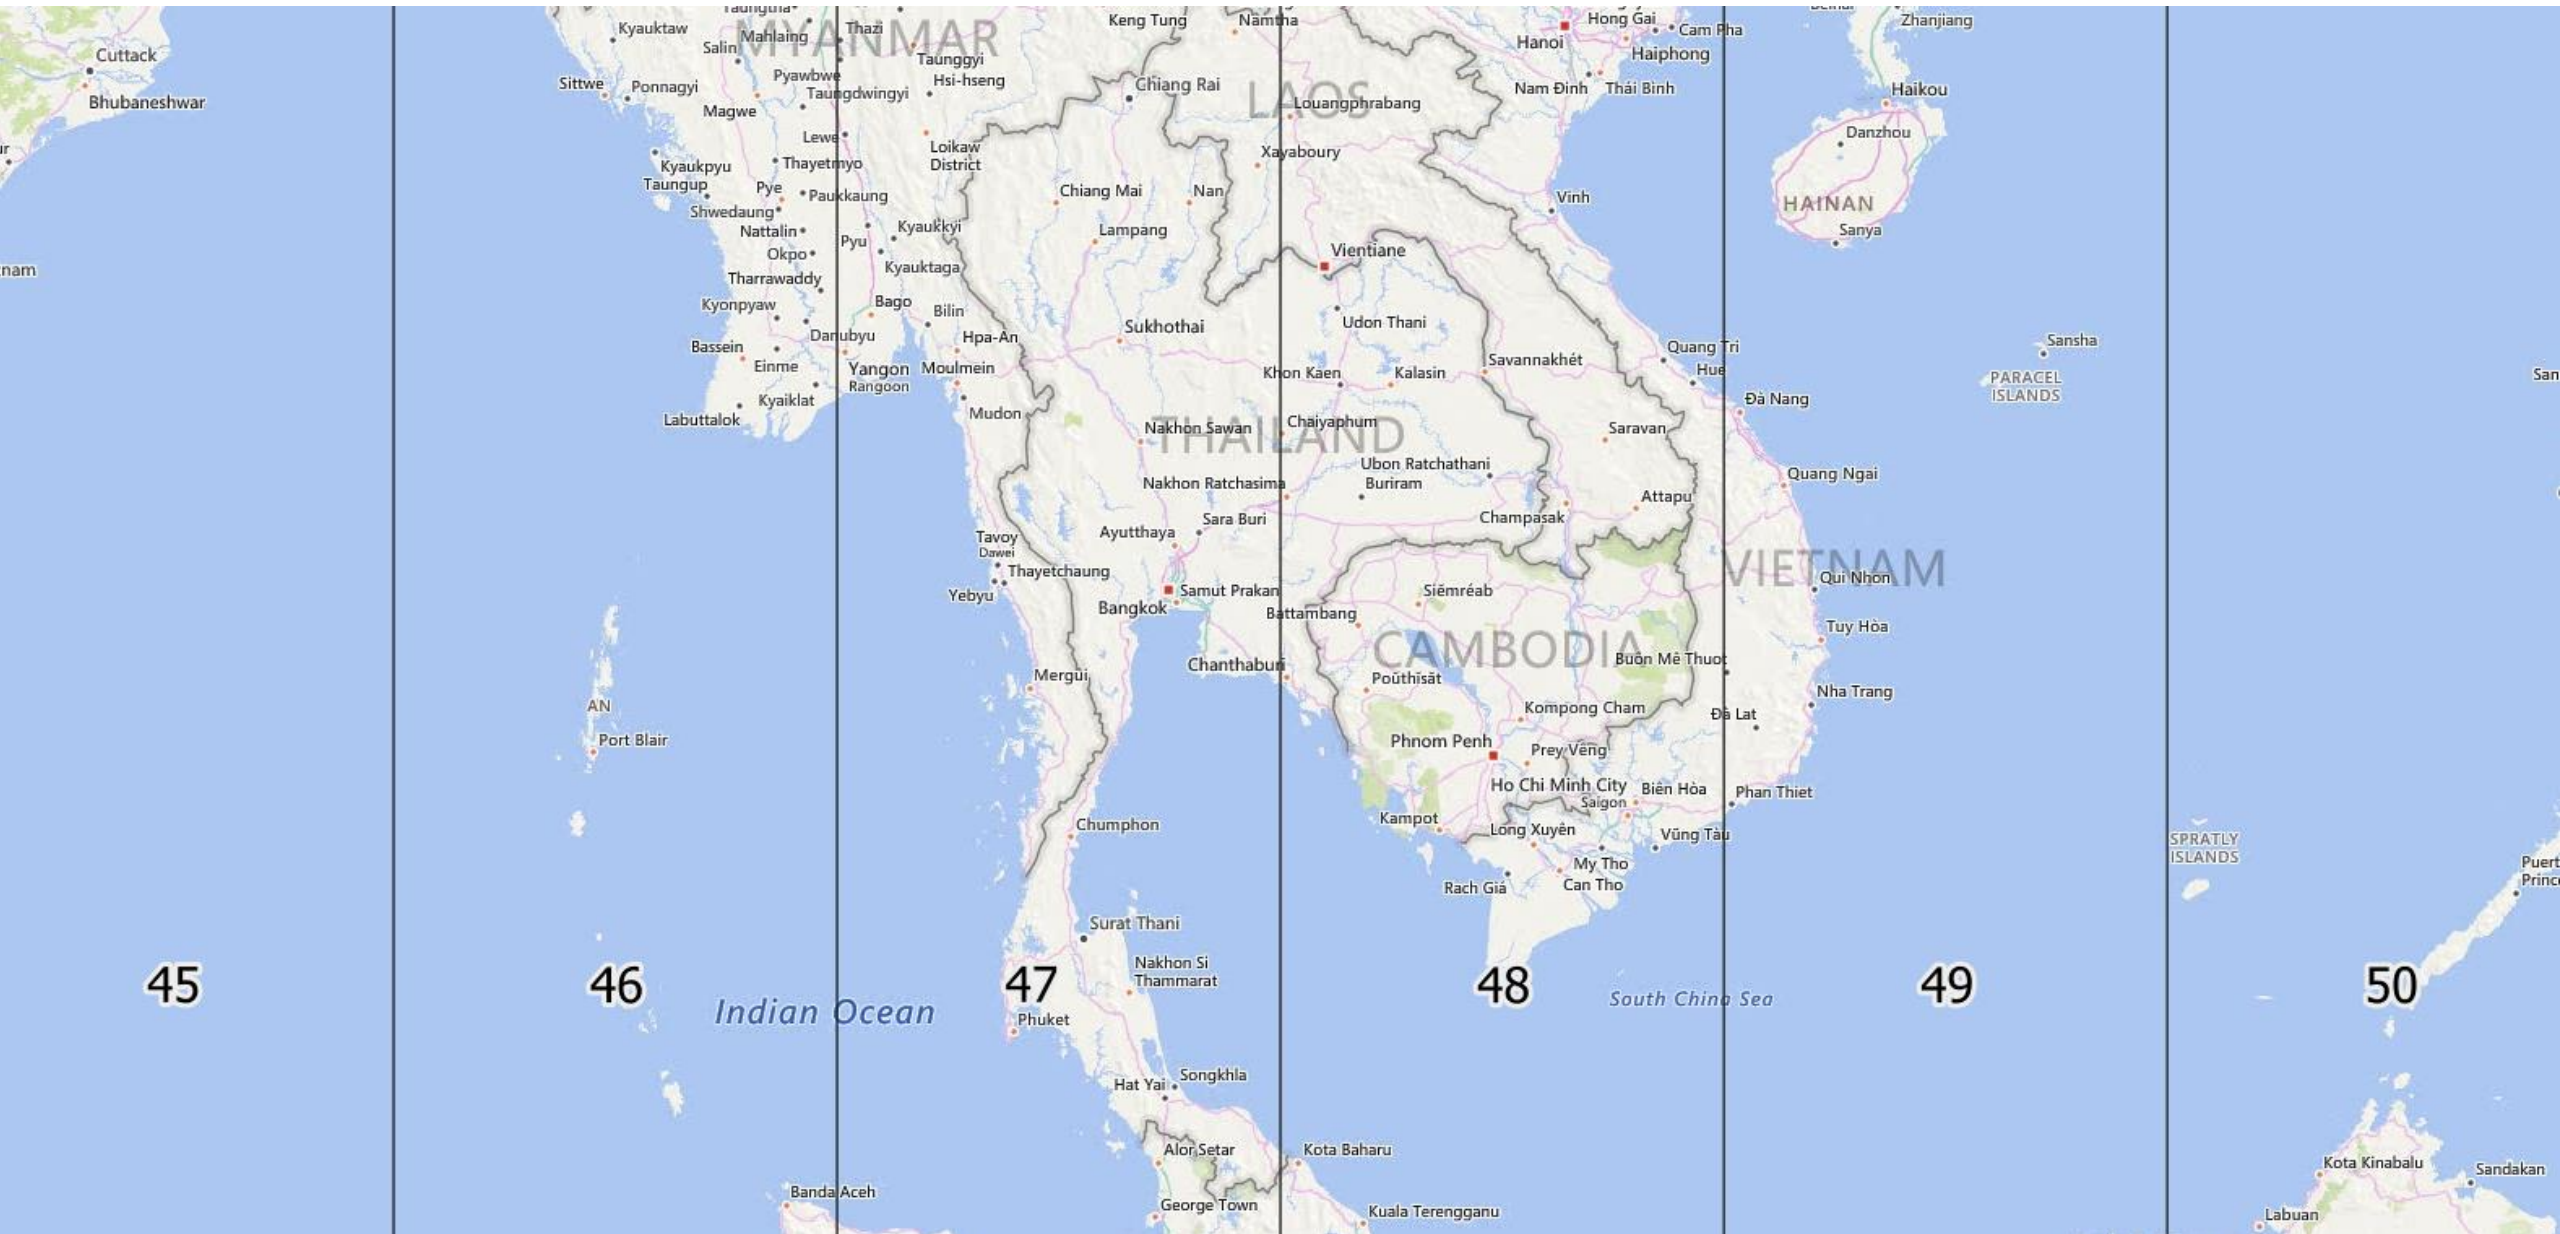 Taungtha
MYANMAR
Kyauktaw
Mahlaing
Thazi
Salin
Keng Tung
Namtha
Hong Gai
Cam Pha
Hanoi
Haiphong
Zhanjiang
Cuttack
Bhubaneshwar
Sittwe
Ponnagyi
Pyawbwe
Taunggyi
Hsi-hseng
Taungdwingyi
Magwe
Chiang Rai
LAOS
Louangphrabang
Nam Đinh
Thái Bình
Haikou
Danzhou
Lewe
Loikaw
District
Xayaboury
Kyaukpyu
Thayetmyo
Taungup
Pye
Paukkaung
Chiang Mai
Nan
Vinh
HAINAN
Shwedaung
Nattalin
Kyaukkyi
Lampang
Sanya
Pyu
Okpo
Vientiane
nam
Kyauktaga
Tharrawaddy
Kyonpyaw
Bago
Bilin
Danubyu
Hpa-An
Sukhothai
Udon Thani
Bassein
Einme
Yangon
Rangoon
Moulmein
Khon Kaen
Kalasin
Savannakhét
Quang Tri
Hue
Sansha
PARACEL
ISLANDS
San
Kyaiklat
Labuttalok
Mudon
Đà Nang
THAILAND
Nakhon Sawan
Chaiyaphum
Saravan
Ubon Ratchathani
Nakhon Ratchasima
Buriram
Quang Ngai
Attapu
Champasak
Ayutthaya
Sara Buri
Tavoy
Dawei
Thayetchaung
Yebyu
VIETNAM
Qui Nhon
Samut Prakan
Bangkok
Siĕmréab
Battambang
CAMBODIA
Tuy Hòa
Chanthaburi
Buôn Mê Thuot
Mergui
Poŭthĭsăt
Nha Trang
AN
Kompong Cham
Đà Lat
Port Blair
Phnom Penh
Prey Vêng
Ho Chi Minh City
Saigon
Biên Hòa
Phan Thiet
Chumphon
Kampot
Long Xuyên
Vũng Tàu
SPRATLY
ISLANDS
My Tho
Rach Giá
Can Tho
Puert
Princ
Surat Thani
Nakhon Si
Thammarat
45
46
47
48
49
50
Indian Ocean
South China Sea
Phuket
Hat Yai
Songkhla
Alor Setar
Kota Baharu
Kota Kinabalu
Sandakan
Banda Aceh
George Town
Kuala Terengganu
Labuan